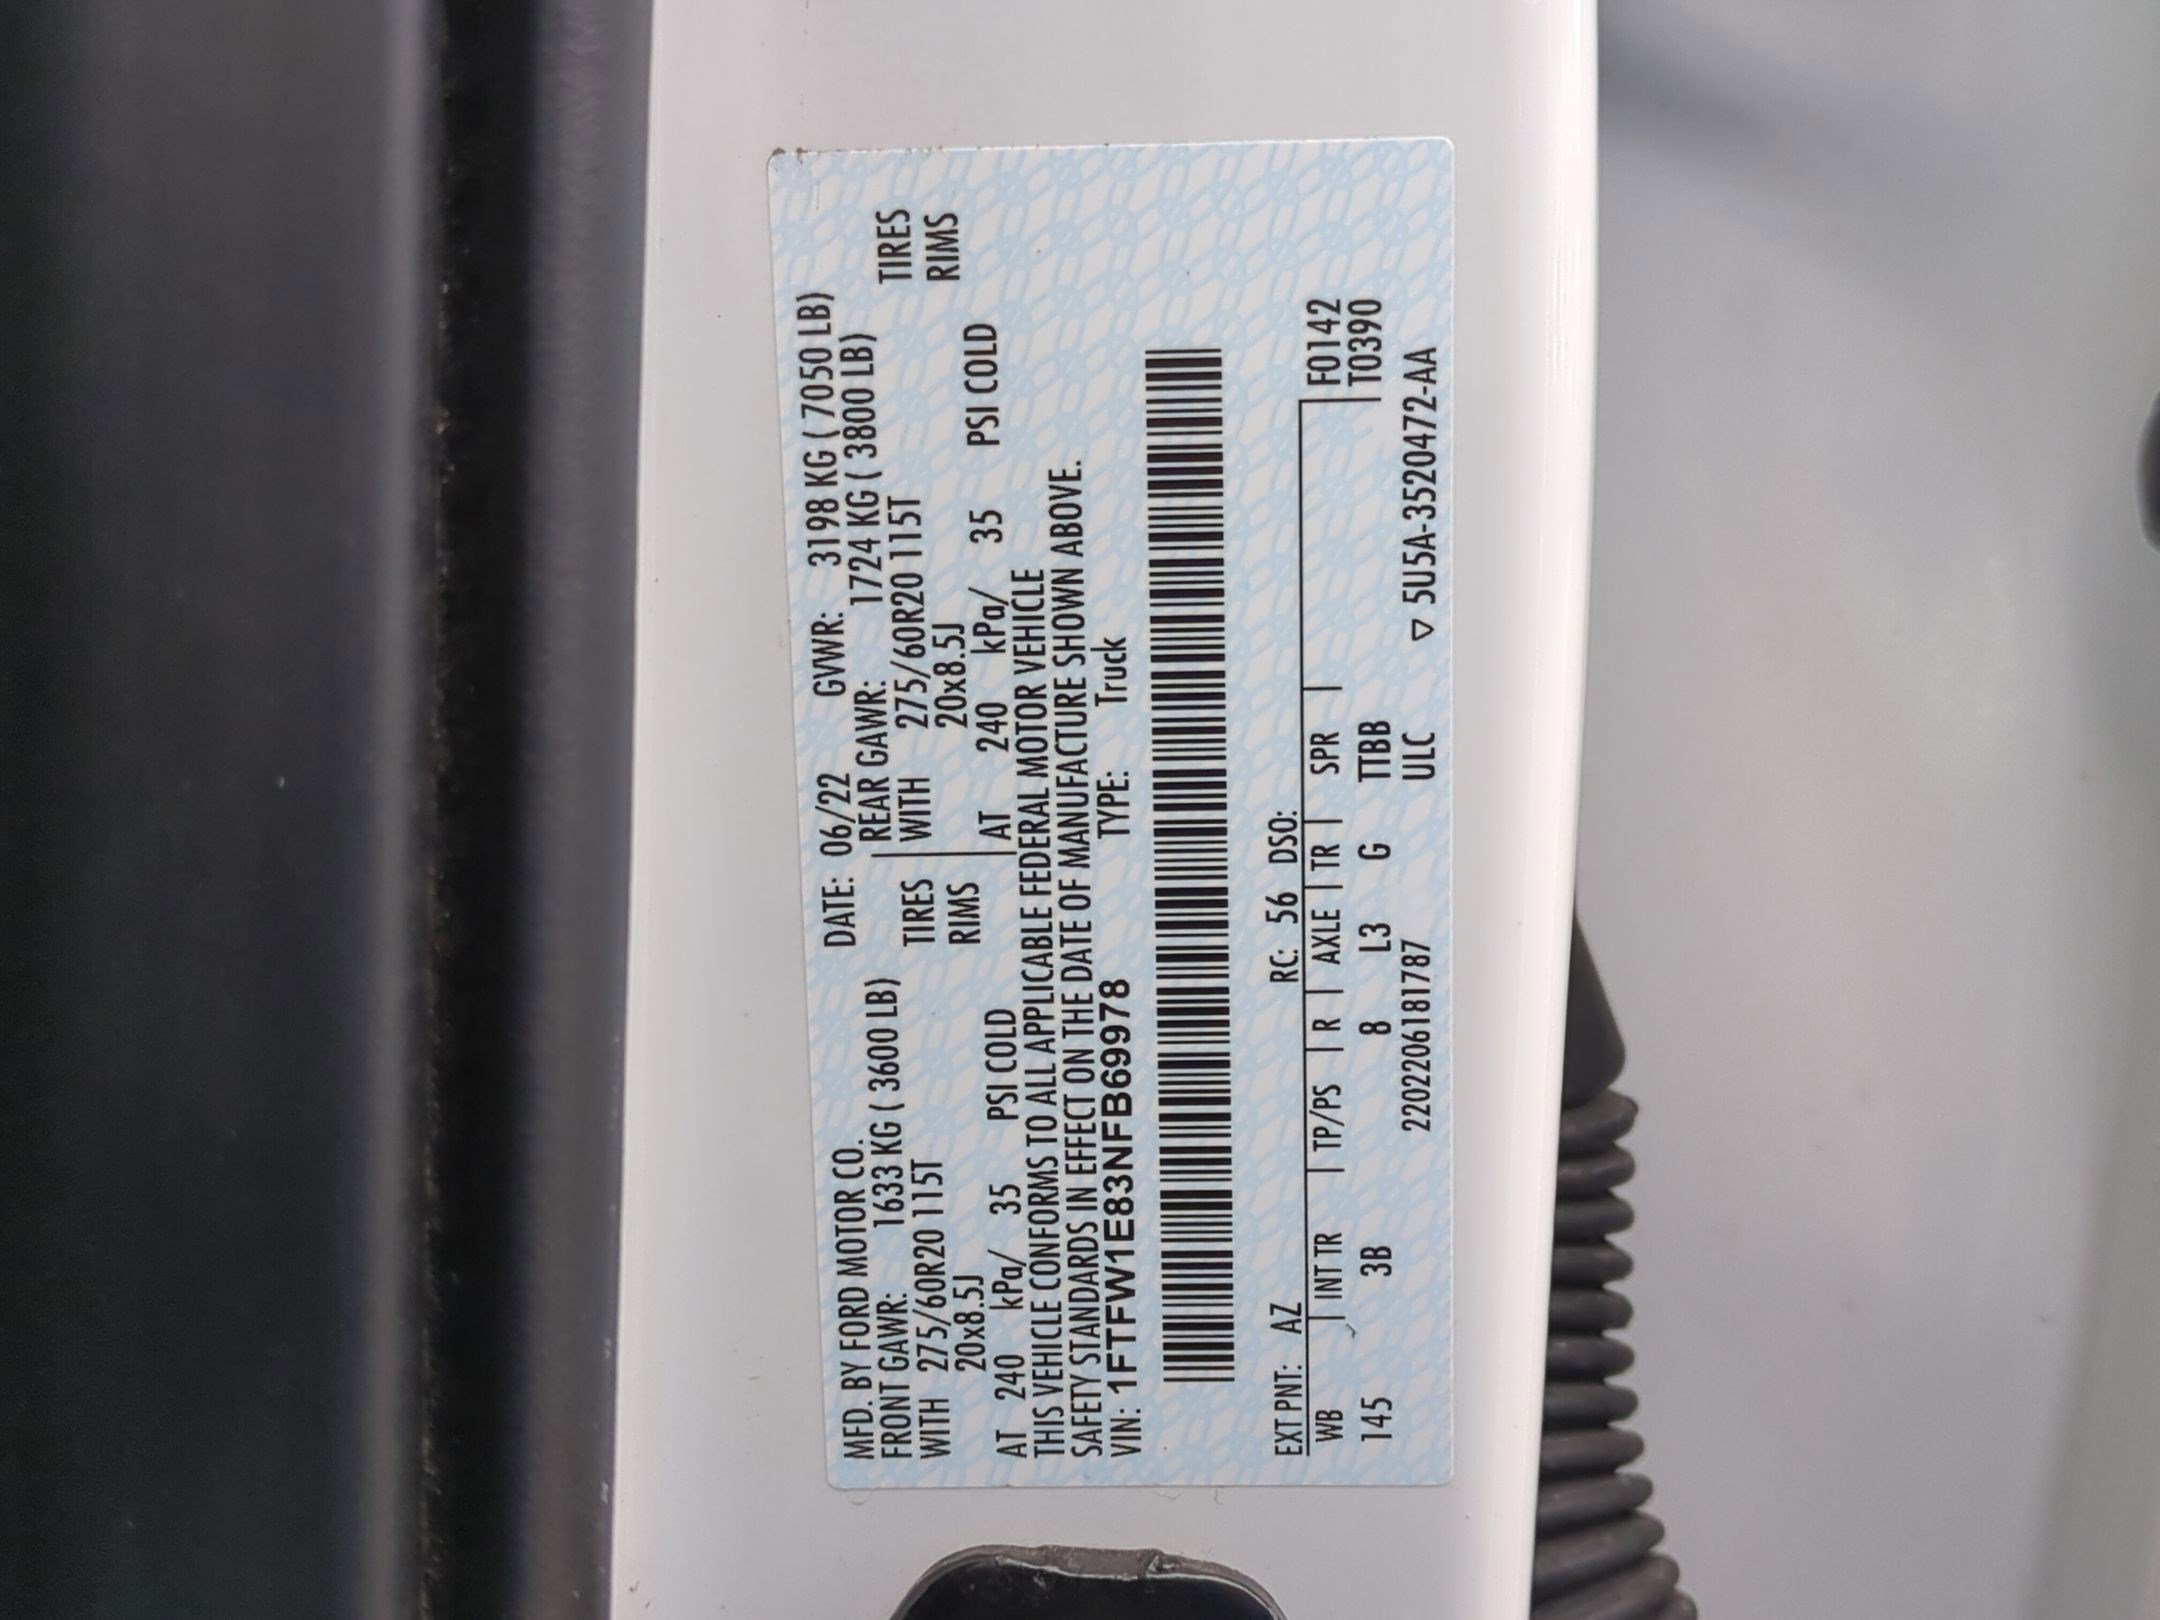 MFD. BY FORD MOTOR CO. DATE: 06/22 GVWR: 3198 KG ( 7050 LB)
FRONT GAWR: 1633 KG ( 3600 LB) REAR GAWR: 1724 KG ( 3800 LB)
WITH 275/60R20 115T TIRES WITH 275/60R20 115T TIRES
20x8.5J RIMS 20x8.5J RIMS
AT 240 kPa/ 35 PSI COLD AT 240 kPa/ 35 PSI COLD
THIS VEHICLE CONFORMS TO ALL APPLICABLE FEDERAL MOTOR VEHICLE
SAFETY STANDARDS IN EFFECT ON THE DATE OF MANUFACTURE SHOWN ABOVE.
VIN: 1FTFW1E83NFB69978 TYPE: Truck
EXT PNT: AZ RC: 56 DSO:
WB | INT TR | TP/PS | R | AXLE | TR | SPR | F0142
145 3B 8 L3 G TTBB T0390
2202206181787 ULC ▽ 5U5A-3520472-AA